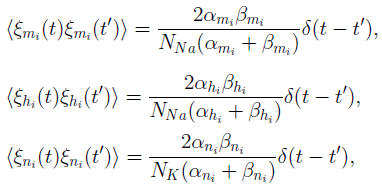 ⟨ξ_{m_i}(t)ξ_{m_i}(t′)⟩ = \frac{2α_{m_i}β_{m_i}}{N_{Na}(α_{m_i} + β_{m_i})}δ(t − t′),
⟨ξ_{h_i}(t)ξ_{h_i}(t′)⟩ = \frac{2α_{h_i}β_{h_i}}{N_{Na}(α_{h_i} + β_{h_i})}δ(t − t′),
⟨ξ_{n_i}(t)ξ_{n_i}(t′)⟩ = \frac{2α_{n_i}β_{n_i}}{N_K(α_{n_i} + β_{n_i})}δ(t − t′),